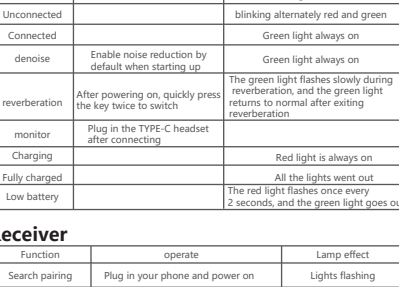 Unconnected blinking alternately red and green
Connected Green light always on
denoise Enable noise reduction by default when starting up Green light always on
reverberation After powering on, quickly press the key twice to switch The green light flashes slowly during reverberation, and the green light returns to normal after exiting reverberation
monitor Plug in the TYPE-C headset after connecting
Charging Red light is always on
Fully charged All the lights went out
Low battery The red light flashes once every 2 seconds, and the green light goes ou
eceiver
Function operate Lamp effect
Search pairing Plug in your phone and power on Lights flashing